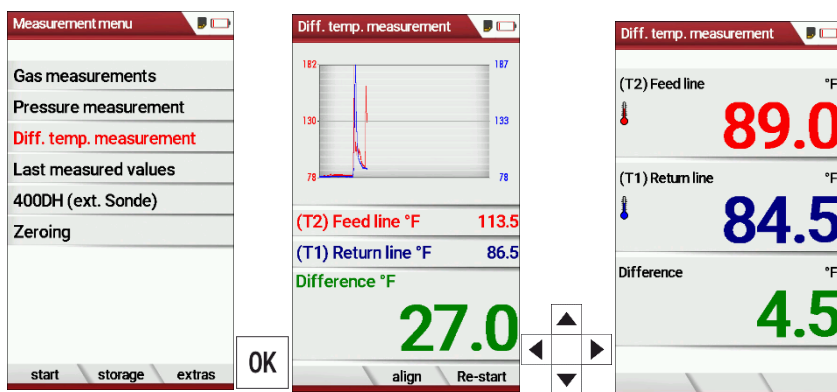 Measurement menu
Gas measurements
Pressure measurement
Diff. temp. measurement
Last measured values
400DH (ext. Sonde)
Zeroing
start storage extras
OK
Diff. temp. measurement
182 187
130 133
78 78
(T2) Feed line °F 113.5
(T1) Return line °F 86.5
Difference °F
27.0
align Re-start
Diff. temp. measurement
(T2) Feed line °F
89.0
(T1) Return line °F
84.5
Difference °F
4.5